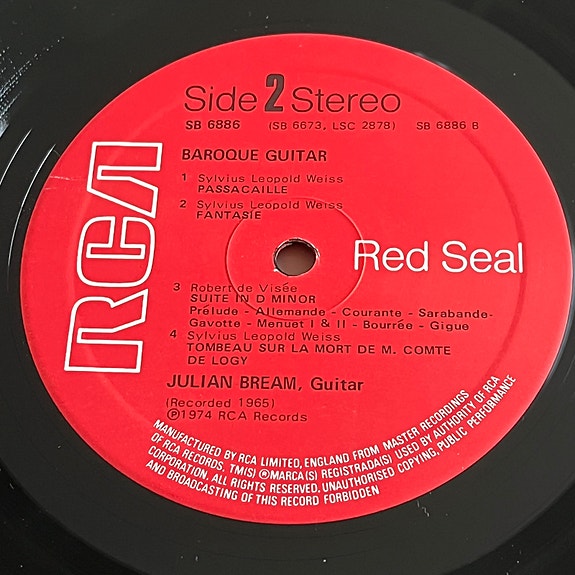 Side 2 Stereo
SB 6886 (SB 6673, LSC 2878) SB 6886 B
BAROQUE GUITAR
1 Sylvius Leopold Weiss
PASSACAILLE
2 Sylvius Leopold Weiss
FANTASIE
RCA
Red Seal
3 Robert de Visée
SUITE IN D MINOR
Prélude - Allemande - Courante - Sarabande-
Gavotte - Menuet I & II - Bourrée - Gigue
4 Sylvius Leopold Weiss
TOMBEAU SUR LA MORT DE M. COMTE
DE LOGY
JULIAN BREAM, Guitar
(Recorded 1965)
℗1974 RCA Records
MANUFACTURED BY RCA LIMITED, ENGLAND FROM MASTER RECORDINGS
OF RCA RECORDS. TM(S) ®MARCA(S) REGISTRADA(S) USED BY AUTHORITY OF RCA
CORPORATION. ALL RIGHTS RESERVED. UNAUTHORISED COPYING, PUBLIC PERFORMANCE
AND BROADCASTING OF THIS RECORD FORBIDDEN